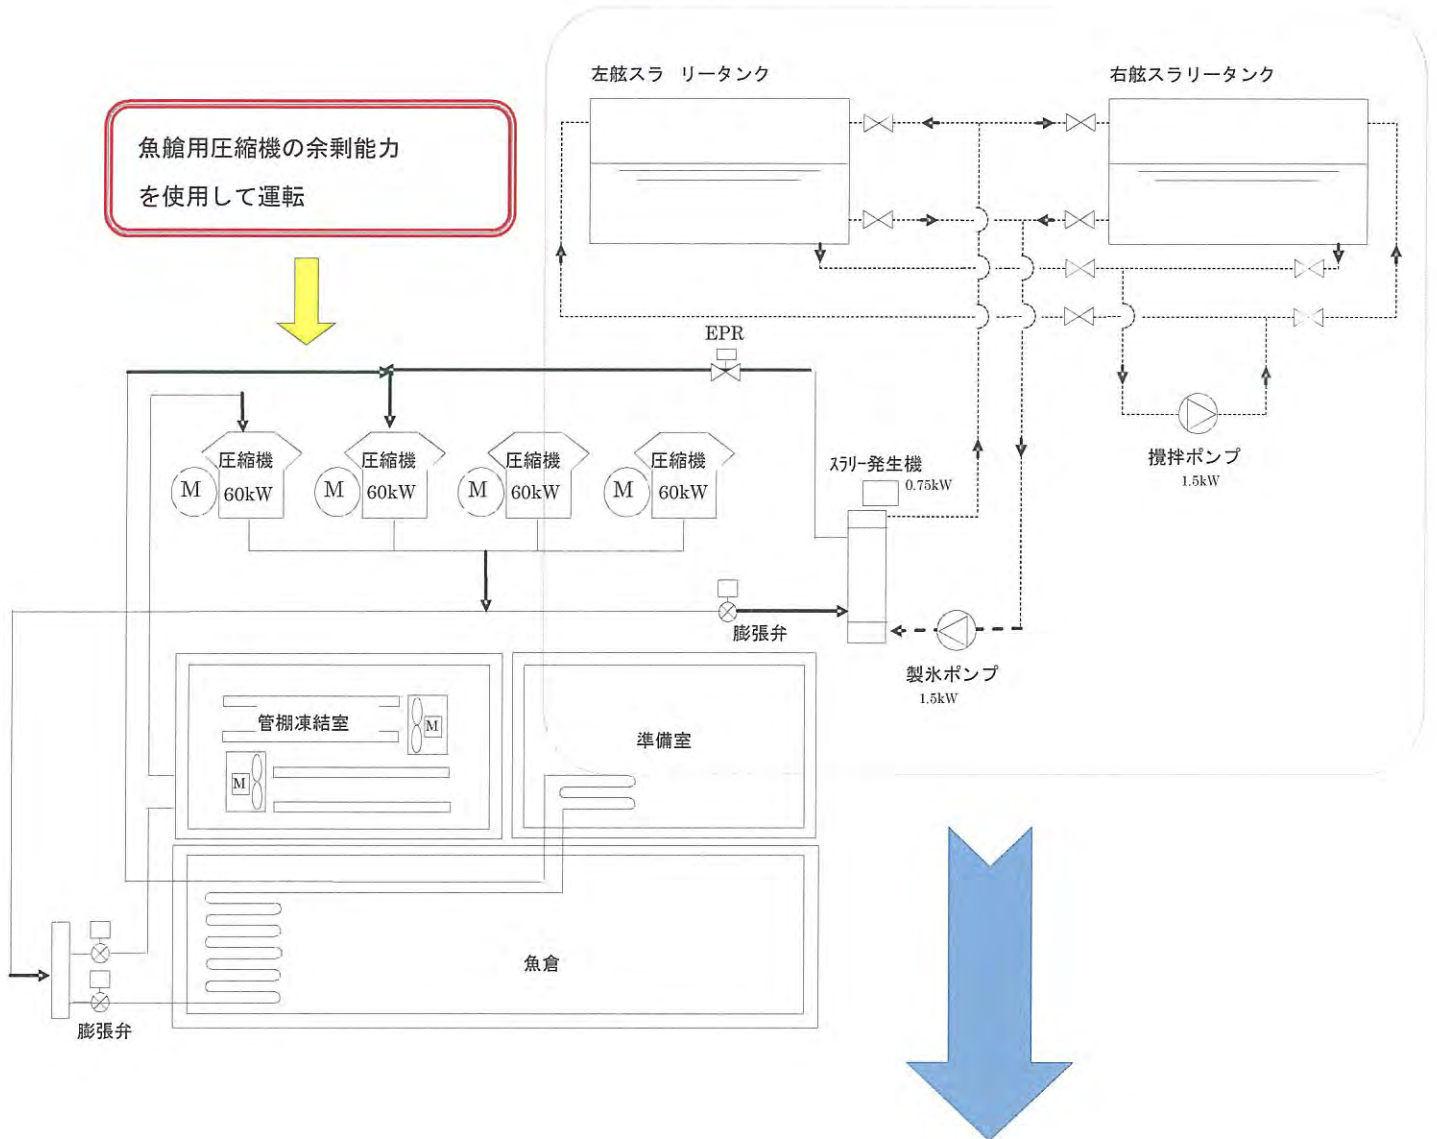 左舷スラ リータンク
右舷スラリータンク
魚艙用圧縮機の余剰能力
を使用して運転
EPR
圧縮機
60kW
M
圧縮機
60kW
M
圧縮機
60kW
M
圧縮機
60kW
M
スラリー発生機
0.75kW
攪拌ポンプ
1.5kW
膨張弁
製氷ポンプ
1.5kW
管棚凍結室
M
M
準備室
魚倉
膨張弁